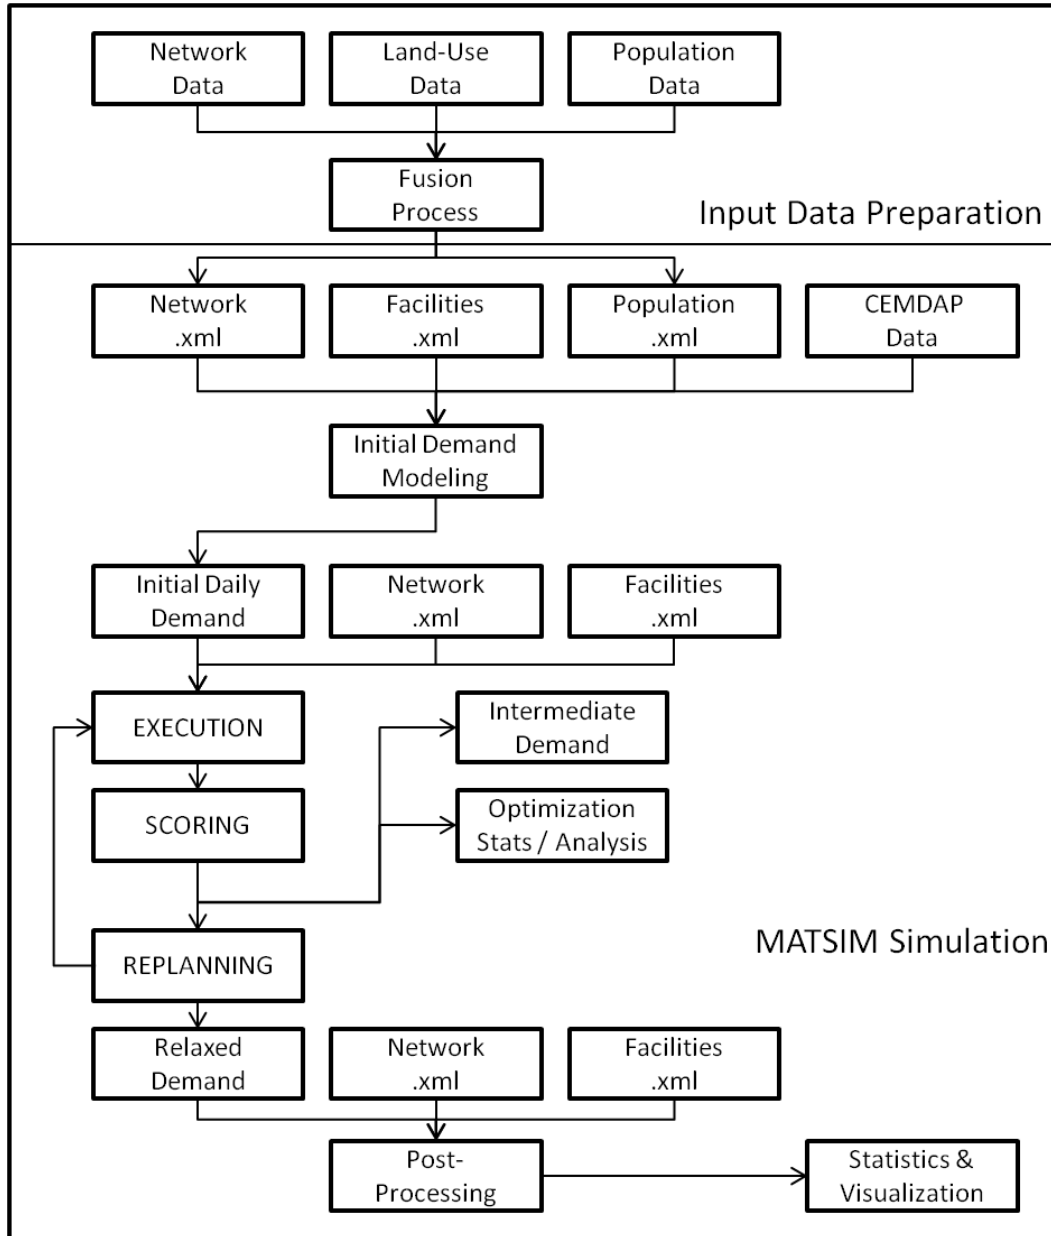 Network
Data
Land-Use
Data
Population
Data
Fusion
Process
Input Data Preparation
Network
.xml
Facilities
.xml
Population
.xml
CEMDAP
Data
Initial Demand
Modeling
Initial Daily
Demand
Network
.xml
Facilities
.xml
EXECUTION
Intermediate
Demand
SCORING
Optimization
Stats / Analysis
REPLANNING
MATSIM Simulation
Relaxed
Demand
Network
.xml
Facilities
.xml
Post-
Processing
Statistics &
Visualization